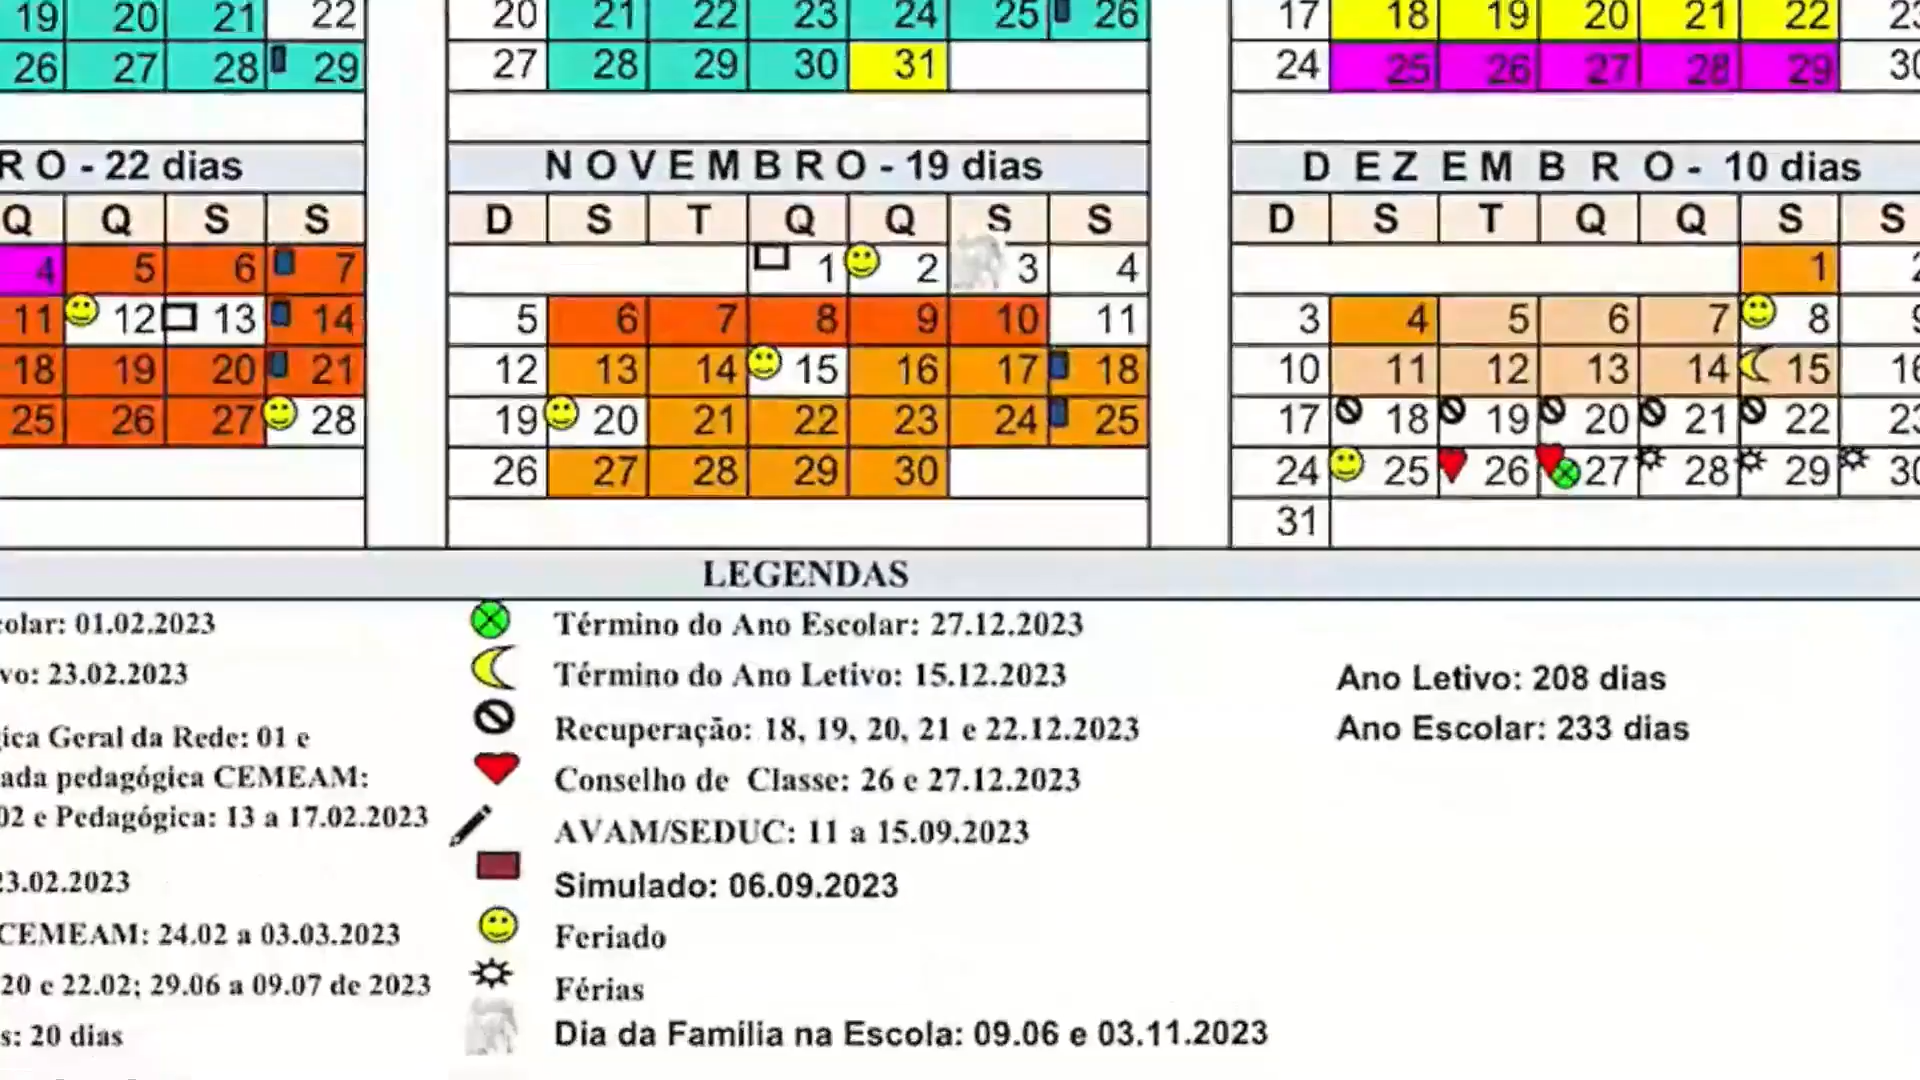 19 20 21 22
26 27 28 29
RO - 22 dias
Q Q S S
4 5 6 7
11 12 13 14
18 19 20 21
25 26 27 28
20 21 22 23 24 25 26
27 28 29 30 31
NOVEMBRO - 19 dias
D S T Q Q S S
1 2 3 4
5 6 7 8 9 10 11
12 13 14 15 16 17 18
19 20 21 22 23 24 25
26 27 28 29 30
17 18 19 20 21 22 23
24 25 26 27 28 29 30
DEZEMBRO - 10 dias
D S T Q Q S S
1 2
3 4 5 6 7 8 9
10 11 12 13 14 15 16
17 18 19 20 21 22 23
24 25 26 27 28 29 30
31
LEGENDAS
colar: 01.02.2023
vo: 23.02.2023
gica Geral da Rede: 01 e
ada pedagógica CEMEAM:
02 e Pedagógica: 13 a 17.02.2023
23.02.2023
CEMEAM: 24.02 a 03.03.2023
20 e 22.02; 29.06 a 09.07 de 2023
s: 20 dias
Término do Ano Escolar: 27.12.2023
Término do Ano Letivo: 15.12.2023
Recuperação: 18, 19, 20, 21 e 22.12.2023
Conselho de Classe: 26 e 27.12.2023
AVAM/SEDUC: 11 a 15.09.2023
Simulado: 06.09.2023
Feriado
Férias
Dia da Família na Escola: 09.06 e 03.11.2023
Ano Letivo: 208 dias
Ano Escolar: 233 dias